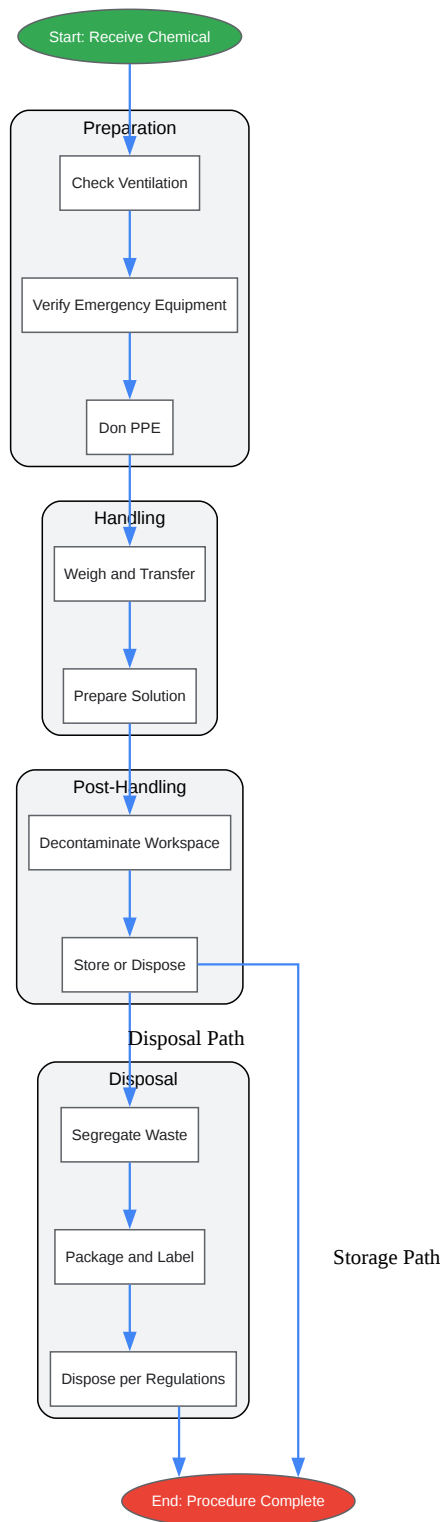 Start: Receive Chemical
Preparation
Check Ventilation
Verify Emergency Equipment
Don PPE
Handling
Weigh and Transfer
Prepare Solution
Post-Handling
Decontaminate Workspace
Store or Dispose
Disposal Path
Disposal
Segregate Waste
Package and Label
Storage Path
Dispose per Regulations
End: Procedure Complete